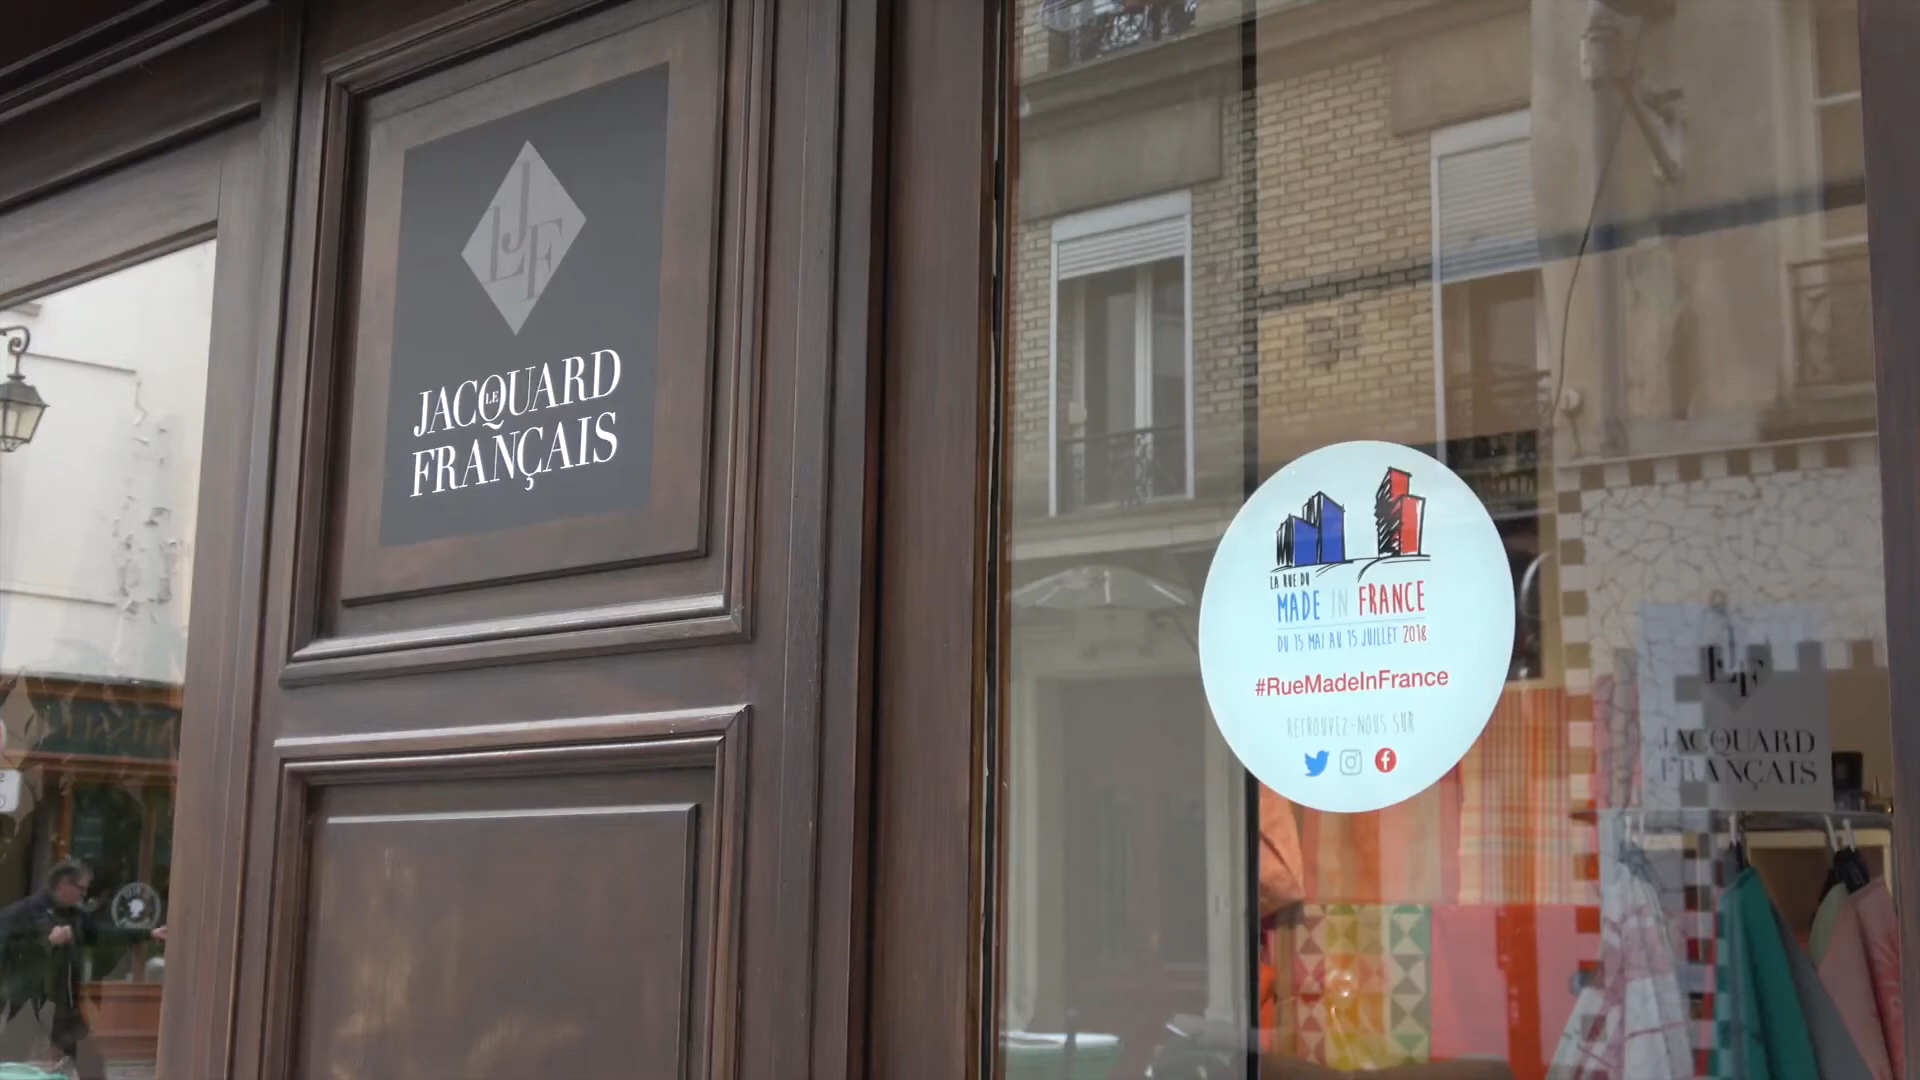 LJF
LE
JACQUARD
FRANÇAIS
LA RUE DU
MADE IN FRANCE
DU 15 MAI AU 15 JUILLET 2018
#RueMadeInFrance
RETROUVEZ-NOUS SUR
LJF
JACQUARD
FRANÇAIS